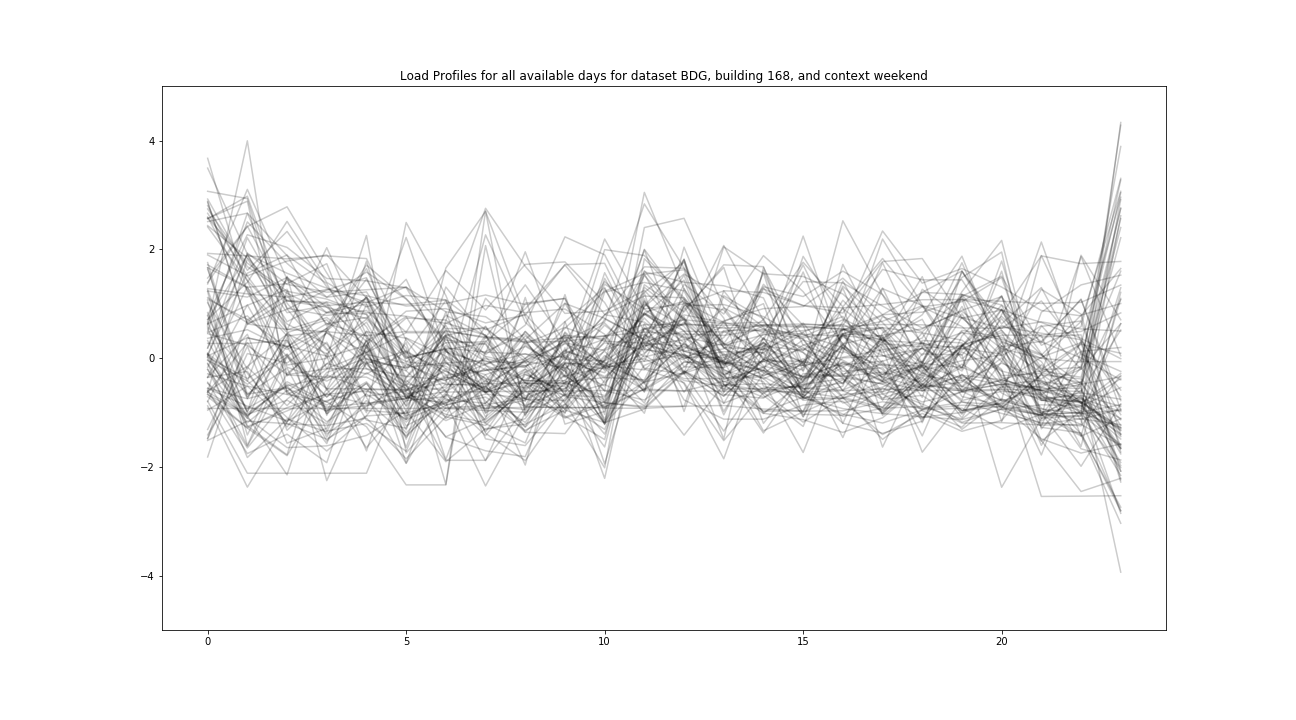 Load Profiles for all available days for dataset BDG, building 168, and context weekend
4
2
0
−2
−4
0 5 10 15 20